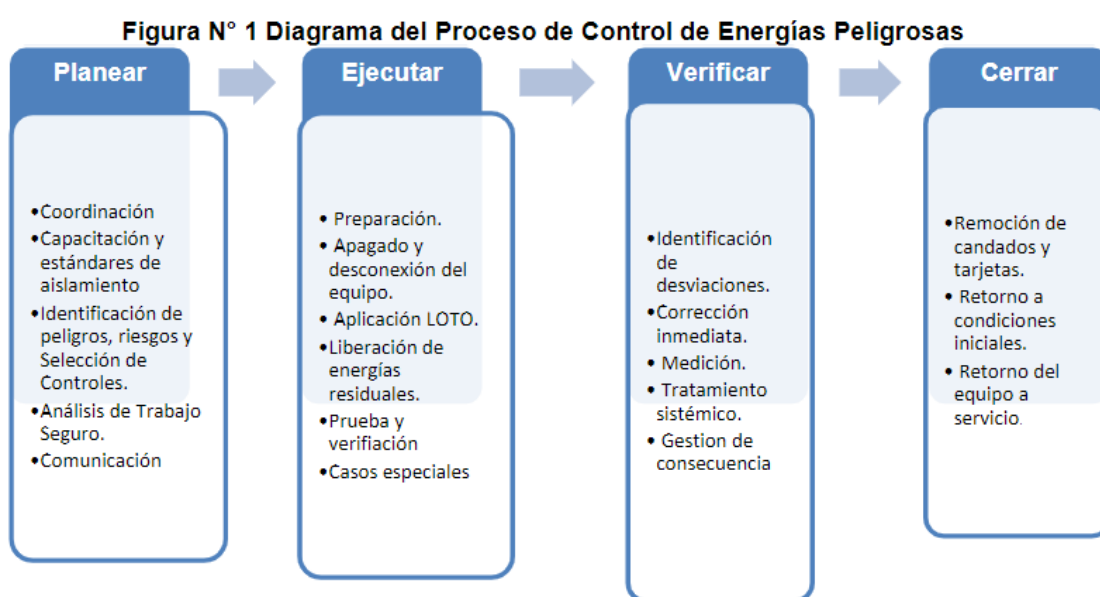 Figura N° 1 Diagrama del Proceso de Control de Energías Peligrosas
Planear
•Coordinación
•Capacitación y
estándares de
aislamiento
•Identificación de
peligros, riesgos y
Selección de
Controles.
•Análisis de Trabajo
Seguro.
•Comunicación
Ejecutar
• Preparación.
• Apagado y
desconexión del
equipo.
• Aplicación LOTO.
•Liberación de
energías
residuales.
•Prueba y
verifiación
•Casos especiales
Verificar
•Identificación
de
desviaciones.
•Corrección
inmediata.
• Medición.
• Tratamiento
sistémico.
• Gestion de
consecuencia
Cerrar
•Remoción de
candados y
tarjetas.
• Retorno a
condiciones
iniciales.
• Retorno del
equipo a
servicio.